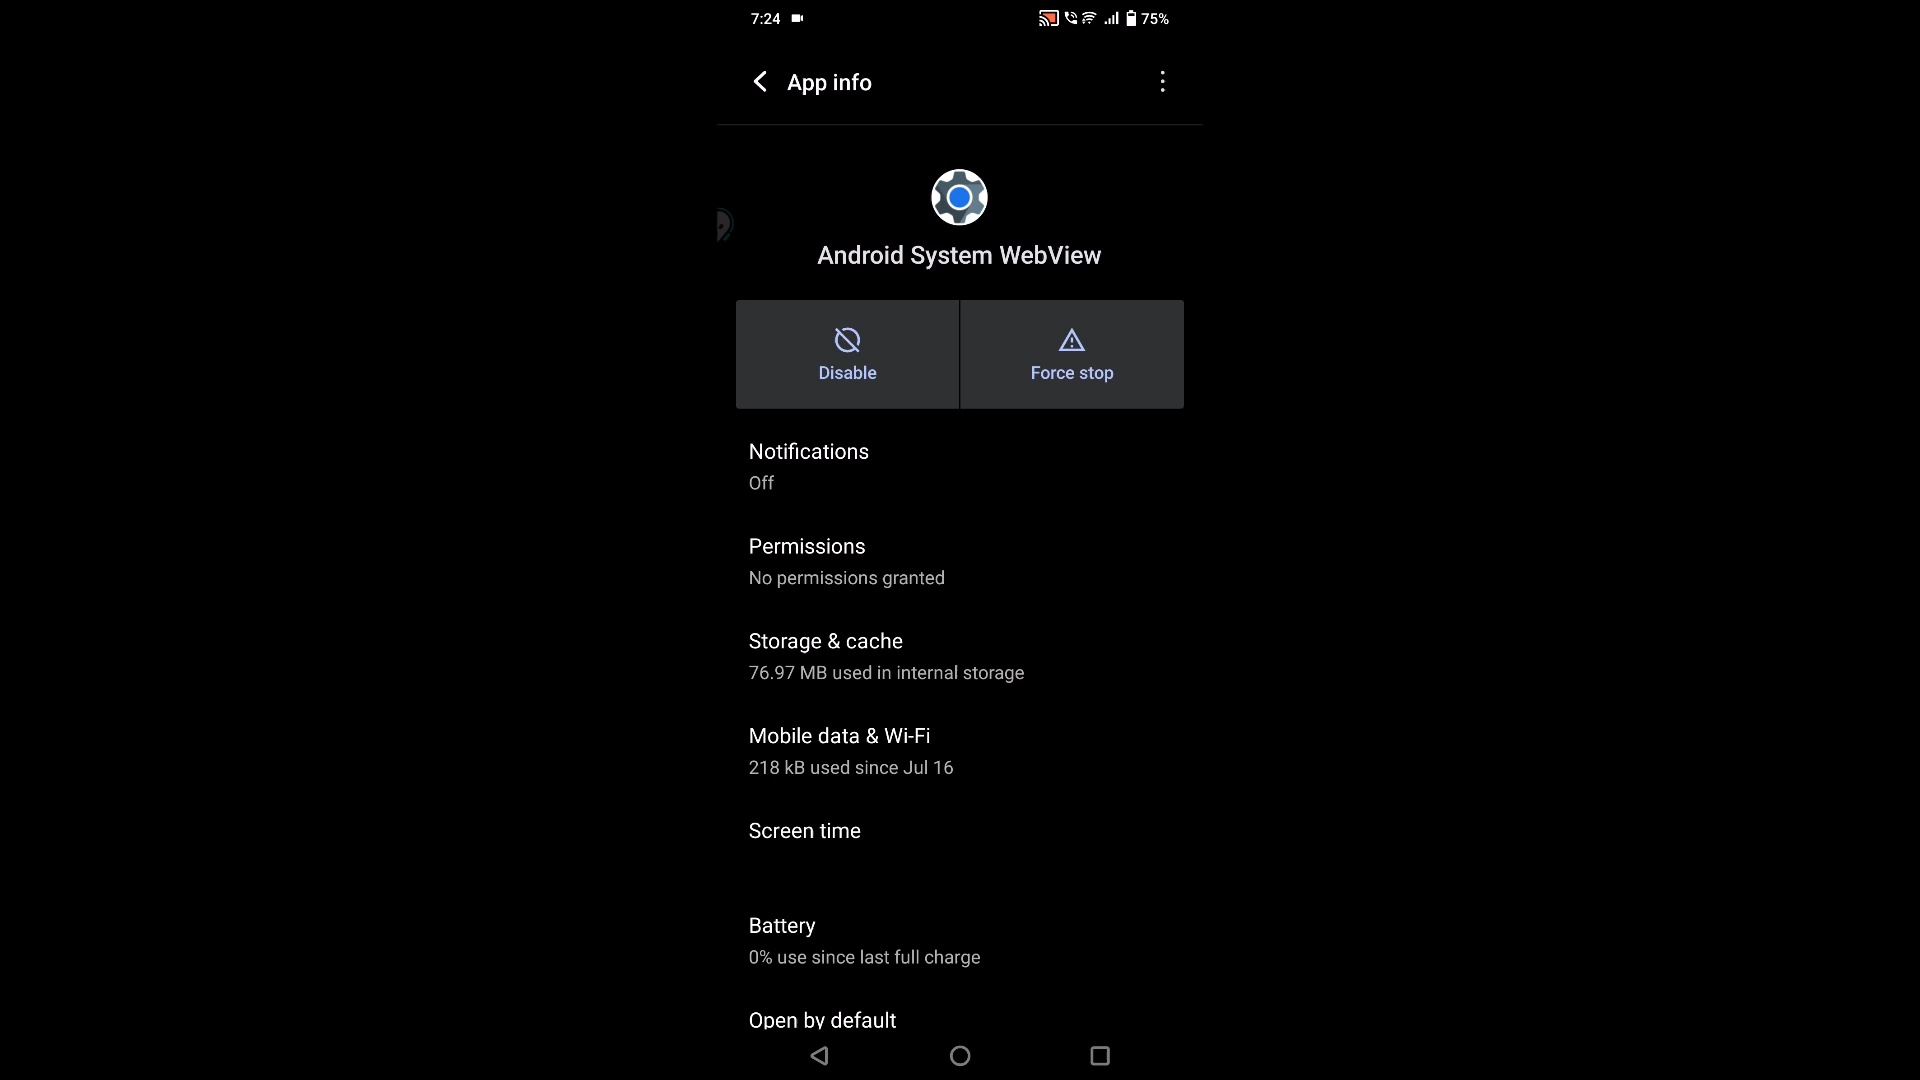 7:24 75%
App info
Android System WebView
Disable Force stop
Notifications
Off
Permissions
No permissions granted
Storage & cache
76.97 MB used in internal storage
Mobile data & Wi-Fi
218 kB used since Jul 16
Screen time
Battery
0% use since last full charge
Open by default